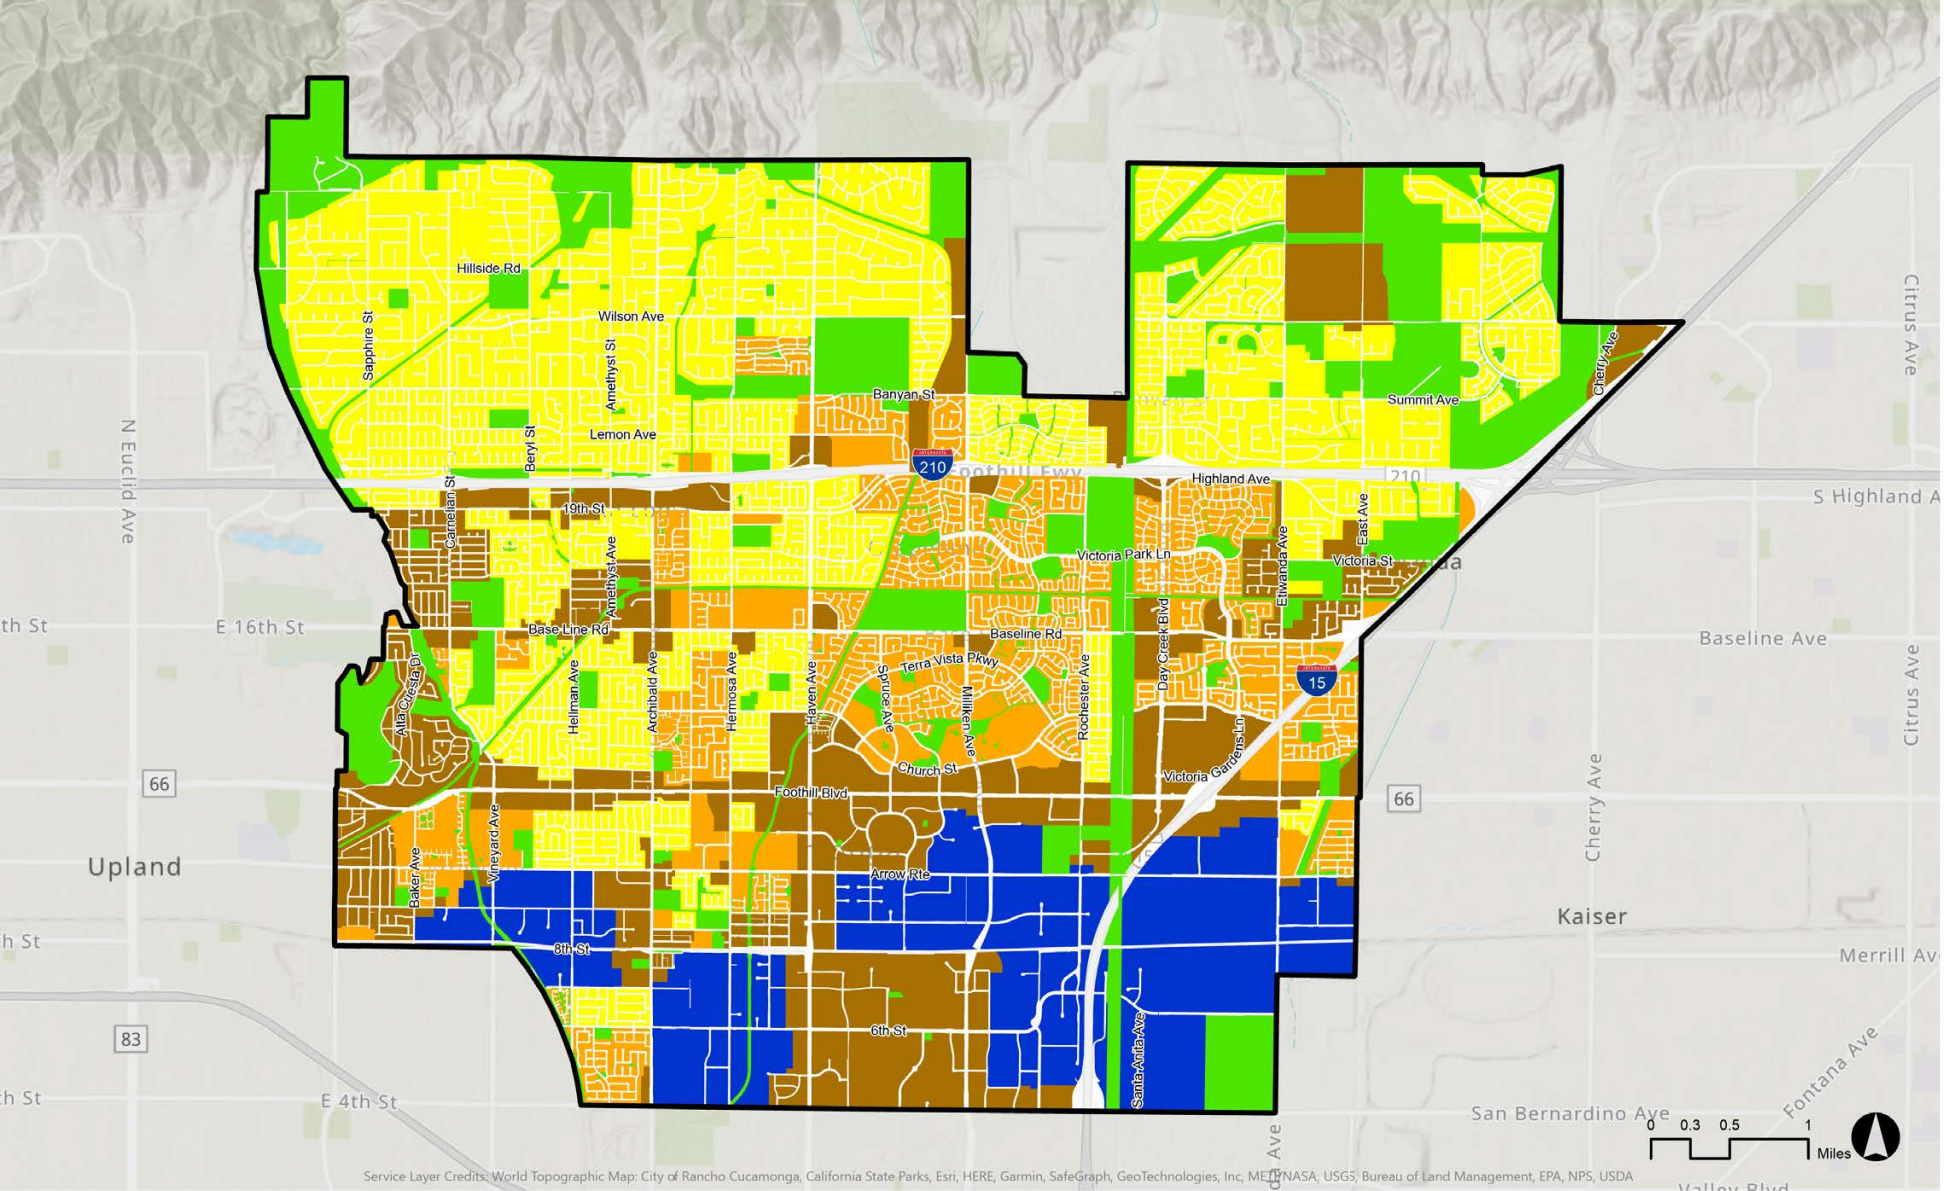 Hillside Rd
Wilson Ave
Sapphire St
Amethyst St
Cherry Ave
Citrus Ave
Banyan St
Summit Ave
Lemon Ave
Beryl St
N Euclid Ave
INTERSTATE
210
Foothill Fwy
210
Highland Ave
S Highland A
Carnelian St
19th St
East Ave
Etiwanda Ave
Victoria Park Ln
Victoria St
da
Amethyst Ave
th St
E 16th St
Base Line Rd
Baseline Rd
Baseline Ave
Day Creek Blvd
Terra Vista Pkwy
Alta Cuesta Dr
Hellman Ave
Archibald Ave
Hermosa Ave
Haven Ave
Spruce Ave
Milliken Ave
Rochester Ave
INTERSTATE
15
Citrus Ave
Victoria Gardens Ln
Church St
66
Foothill Blvd
66
Cherry Ave
Vineyard Ave
Upland
Baker Ave
Arrow Rte
Kaiser
h St
8th St
Merrill Av
83
6th St
Santa Anita Ave
Fontana Ave
th St
E 4th St
San Bernardino Ave
0 0.3 0.5 1
Miles
da Ave
Service Layer Credits: World Topographic Map: City of Rancho Cucamonga, California State Parks, Esri, HERE, Garmin, SafeGraph, GeoTechnologies, Inc, METI/NASA, USGS, Bureau of Land Management, EPA, NPS, USDA
Valley Blvd